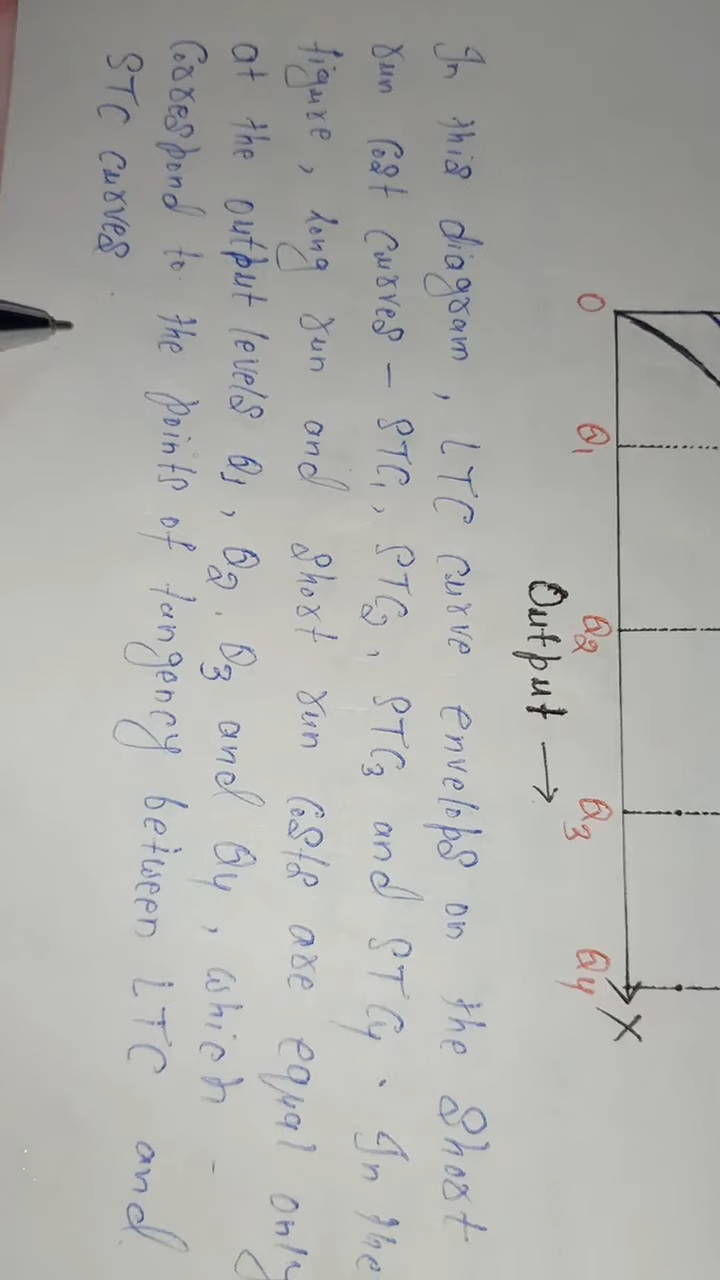 O Q1 Q2 Q3 Q4 X
Output →
In this diagram, LTC curve envelops on the Short
run Cost curves - STC1, STC2, STC3 and STC4. In the
figure, long run and Short run Costs are equal only
at the output levels Q1, Q2. Q3 and Q4, which -
Correspond to the points of tangency between LTC and
STC curves.